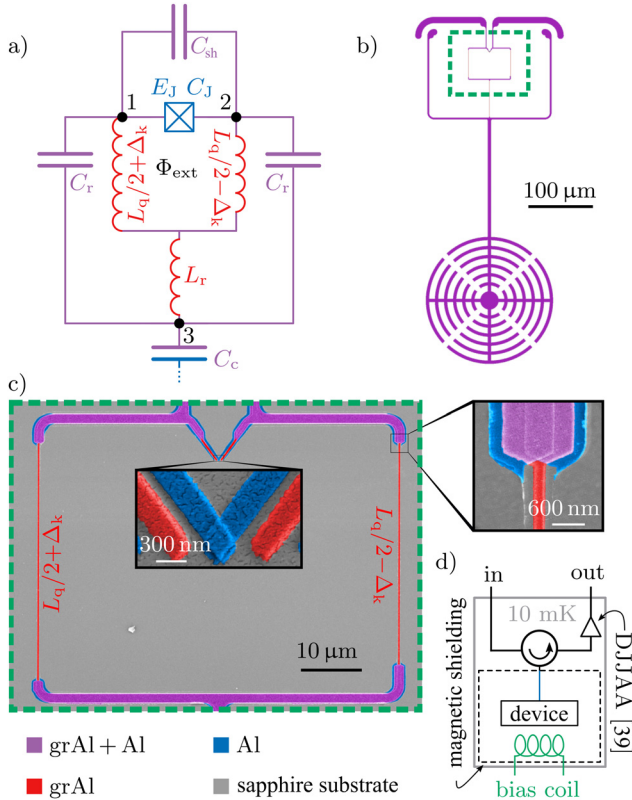 a)
C_sh
E_J C_J
1
2
L_q/2+Δ_k
Φ_ext
L_q/2−Δ_k
C_r
C_r
L_r
3
C_c
b)
100 μm
c)
L_q/2+Δ_k
L_q/2−Δ_k
300 nm
10 μm
600 nm
d)
in
out
10 mK
magnetic shielding
DJJAA [39]
device
bias coil
grAl + Al
Al
grAl
sapphire substrate